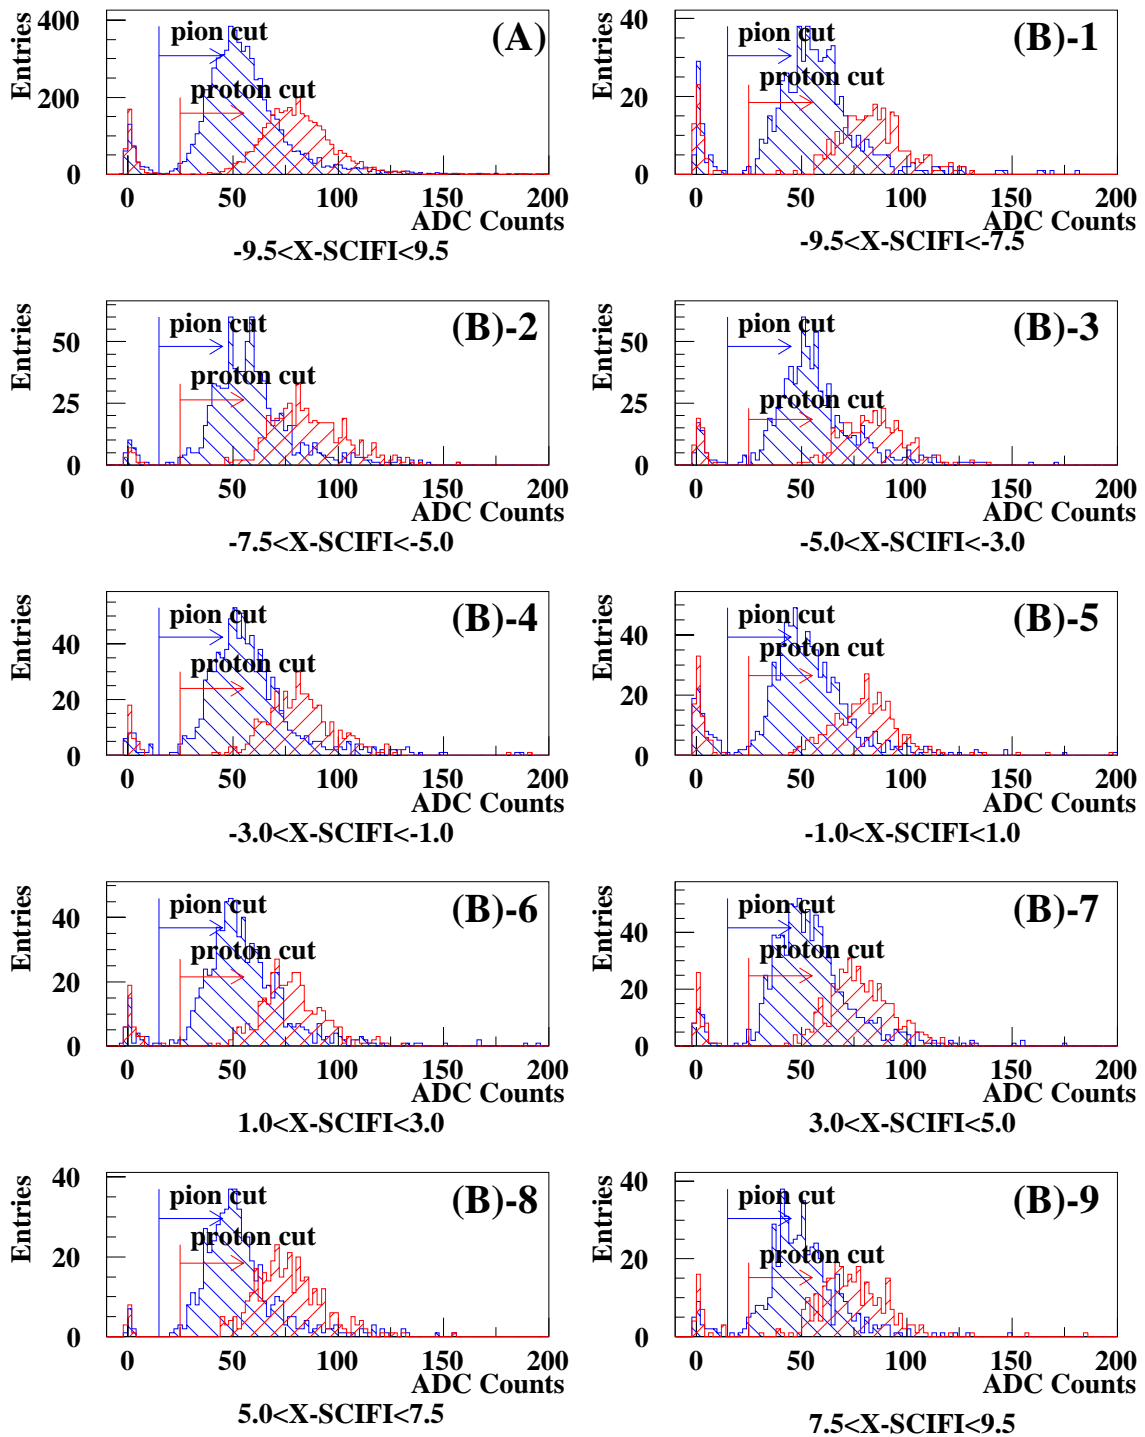 Entries
400
200
0
pion cut
proton cut
(A)
0 50 100 150 200
ADC Counts
-9.5<X-SCIFI<9.5
Entries
40
20
0
pion cut
proton cut
(B)-1
0 50 100 150 200
ADC Counts
-9.5<X-SCIFI<-7.5
Entries
50
25
0
pion cut
proton cut
(B)-2
0 50 100 150 200
ADC Counts
-7.5<X-SCIFI<-5.0
Entries
50
25
0
pion cut
proton cut
(B)-3
0 50 100 150 200
ADC Counts
-5.0<X-SCIFI<-3.0
Entries
40
20
0
pion cut
proton cut
(B)-4
0 50 100 150 200
ADC Counts
-3.0<X-SCIFI<-1.0
Entries
40
20
0
pion cut
proton cut
(B)-5
0 50 100 150 200
ADC Counts
-1.0<X-SCIFI<1.0
Entries
40
20
0
pion cut
proton cut
(B)-6
0 50 100 150 200
ADC Counts
1.0<X-SCIFI<3.0
Entries
40
20
0
pion cut
proton cut
(B)-7
0 50 100 150 200
ADC Counts
3.0<X-SCIFI<5.0
Entries
40
20
0
pion cut
proton cut
(B)-8
0 50 100 150 200
ADC Counts
5.0<X-SCIFI<7.5
Entries
40
20
0
pion cut
proton cut
(B)-9
0 50 100 150 200
ADC Counts
7.5<X-SCIFI<9.5